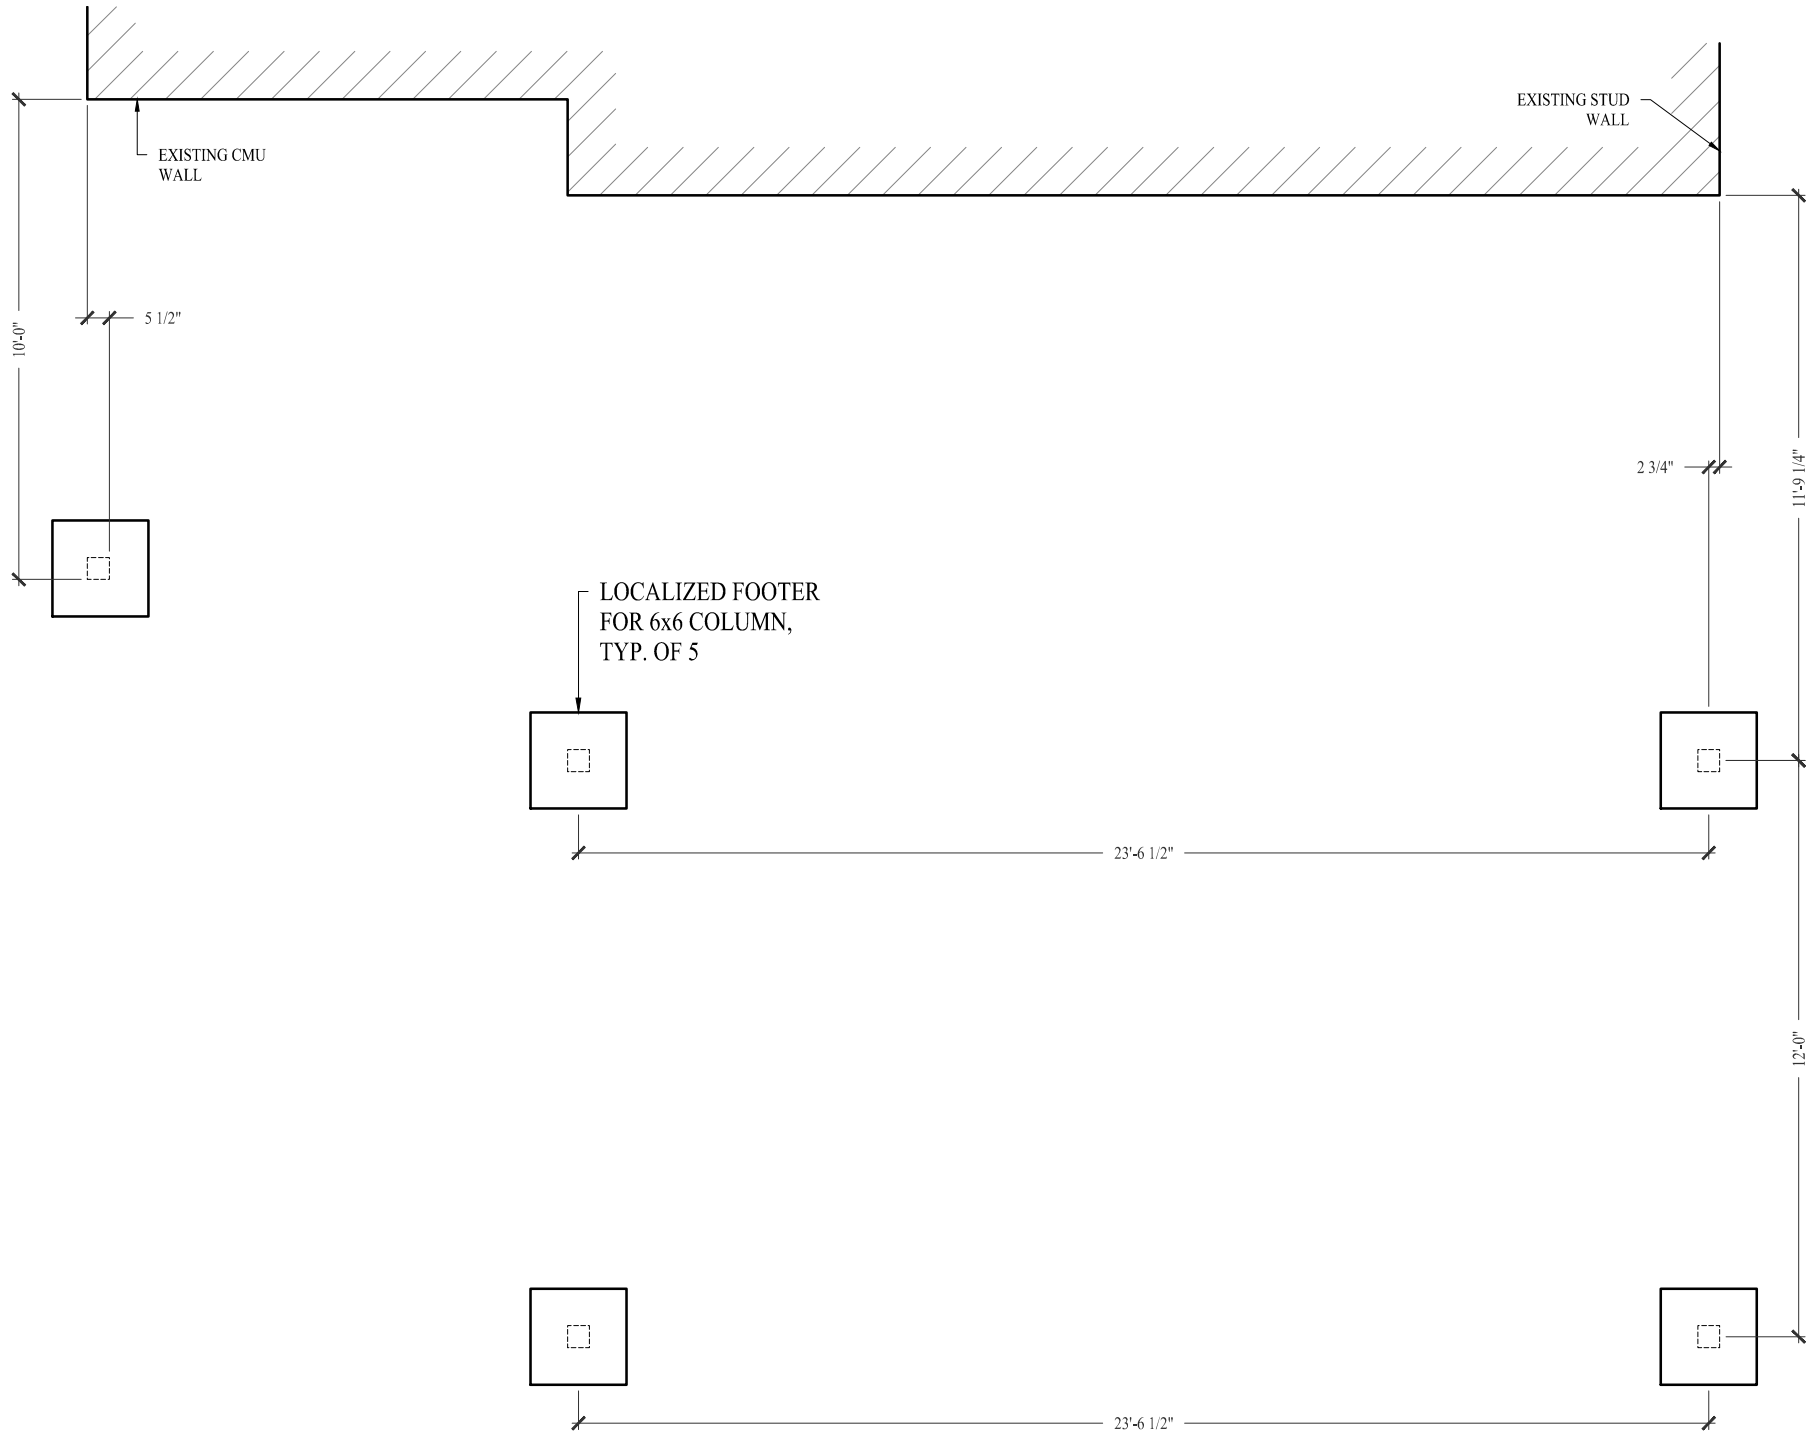 EXISTING STUD
WALL
EXISTING CMU
WALL
5 1/2"
10'-0"
2 3/4"
11'-9 1/4"
LOCALIZED FOOTER
FOR 6x6 COLUMN,
TYP. OF 5
23'-6 1/2"
12'-0"
23'-6 1/2"